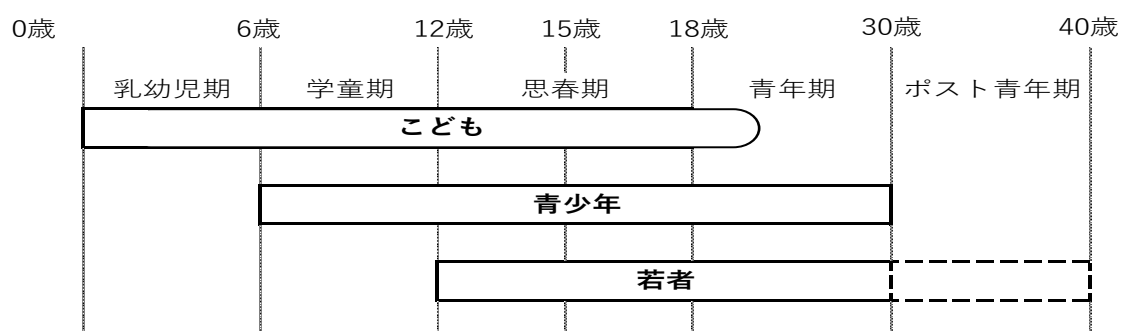 0歳 6歳 12歳 15歳 18歳 30歳 40歳
乳幼児期 学童期 思春期 青年期 ポスト青年期
こども
青少年
若者